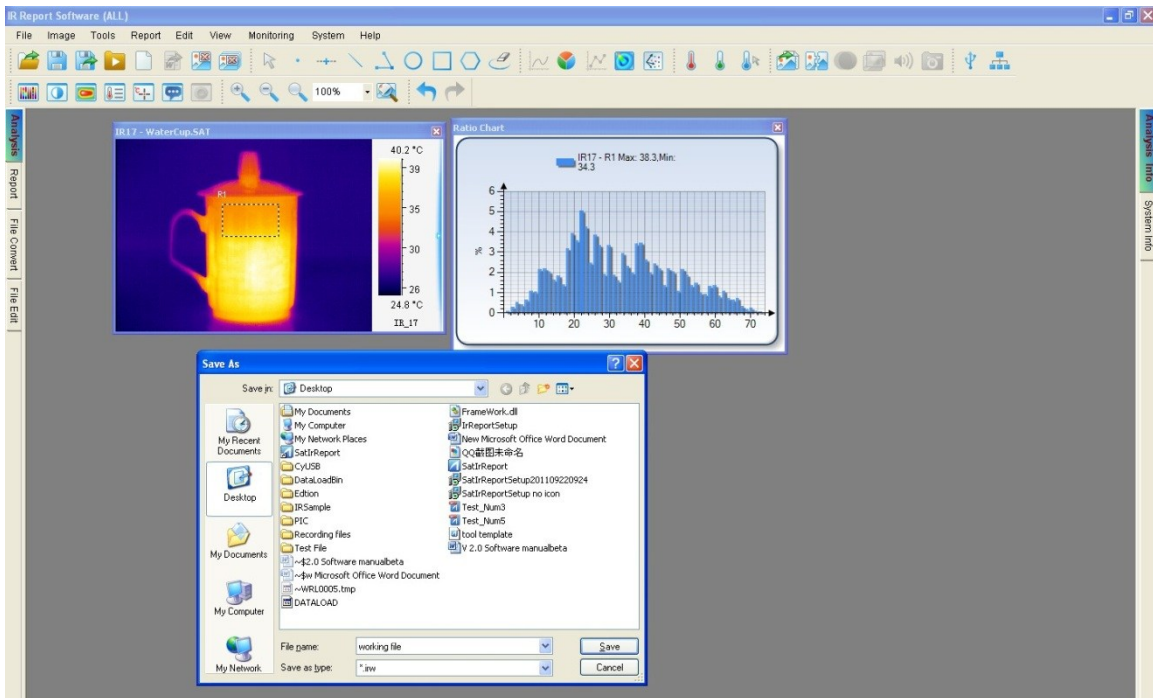 IR Report Software (ALL)
File Image Tools Report Edit View Monitoring System Help
100%
Analysis
Report
File Convert
File Edit
IR17 - WaterCup.SAT
R1
40.2 °C
39
35
30
26
24.8 °C
IR_17
Ratio Chart
IR17 - R1 Max: 38.3,Min:
34.3
%
6
5
4
3
2
1
0
10 20 30 40 50 60 70
Analysis Info
System Info
Save As
Save in: Desktop
My Recent
Documents
Desktop
My Documents
My Computer
My Network
My Documents
My Computer
My Network Places
SatIrReport
CyUSB
DataLoadBin
Edtion
IRSample
PIC
Recording files
Test File
~$2.0 Software manualbeta
~$w Microsoft Office Word Document
~WRL0005.tmp
DATALOAD
FrameWork.dll
IrReportSetup
New Microsoft Office Word Document
QQ截图未命名
SatIrReport
SatIrReportSetup201109220924
SatIrReportSetup no icon
Test_Num3
Test_Num5
tool template
V 2.0 Software manualbeta
File name: working file Save
Save as type: *.irw Cancel